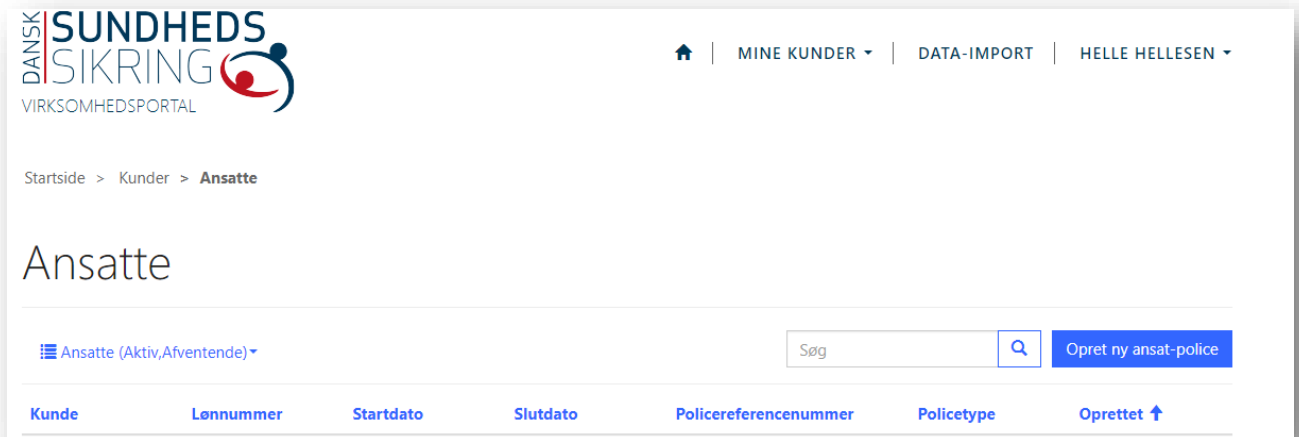 DANSK
SUNDHEDS
SIKRING
VIRKSOMHEDSPORTAL
MINE KUNDER
DATA-IMPORT
HELLE HELLESEN
Startside > Kunder > Ansatte
Ansatte
Ansatte (Aktiv,Afventende)
Søg
Opret ny ansat-police
Kunde Lønnummer Startdato Slutdato Policereferencenummer Policetype Oprettet